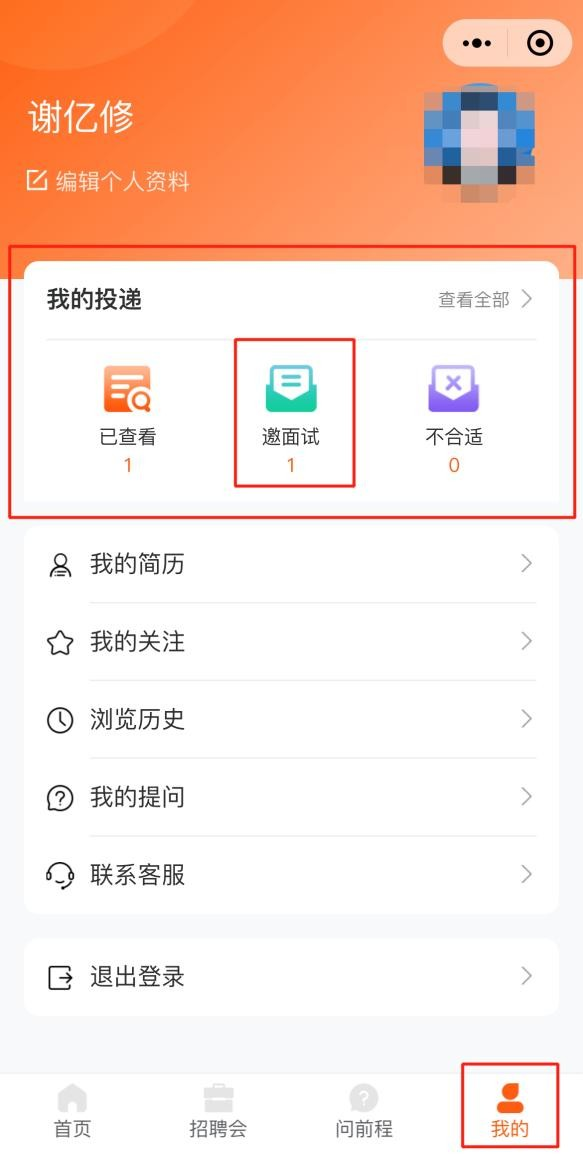 谢亿修
编辑个人资料
我的投递
查看全部
已查看
邀面试
不合适
1
1
0
我的简历
我的关注
浏览历史
我的提问
联系客服
退出登录
首页
招聘会
问前程
我的